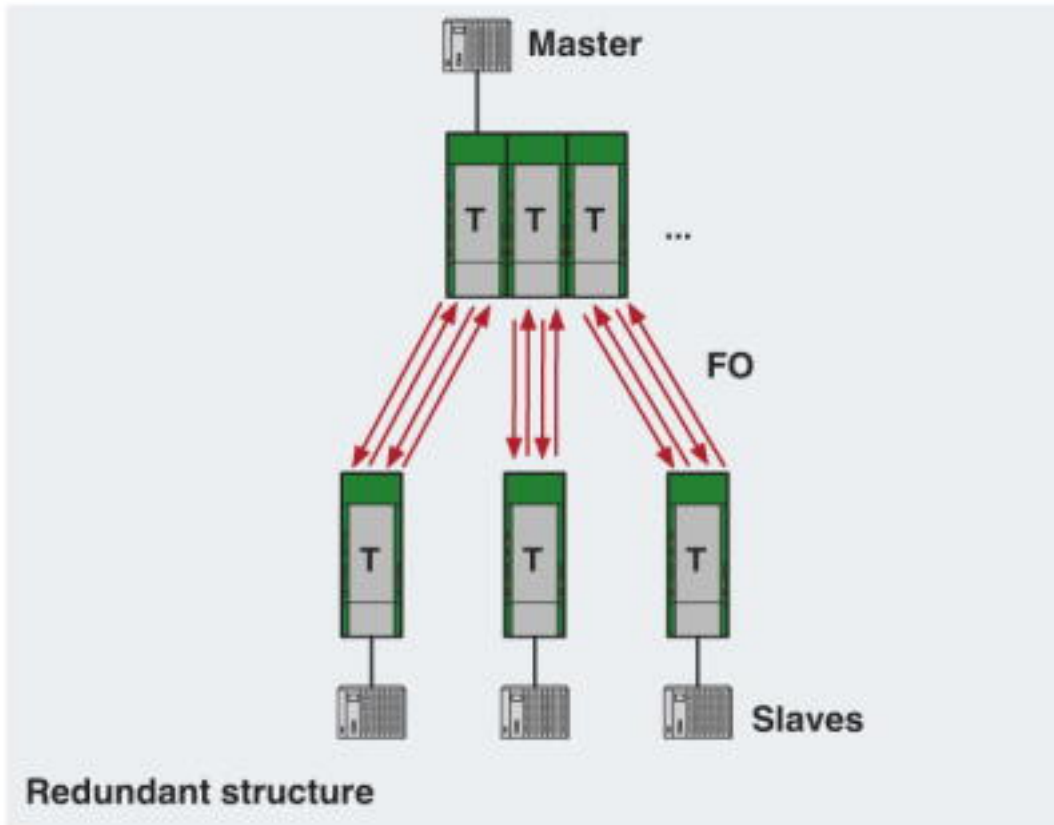 Master
T T T
...
FO
T T T
Slaves
Redundant structure